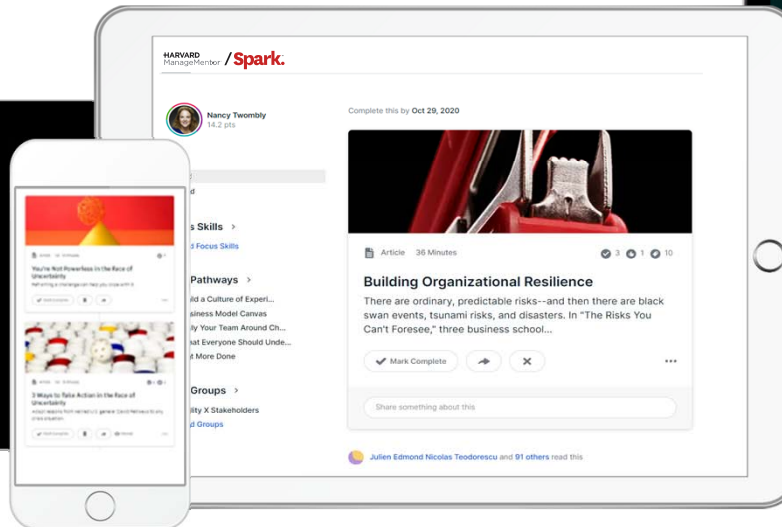 HARVARD
ManageMentor / Spark.
Nancy Twombly
14.2 pts
s Skills >
d Focus Skills
Pathways >
ld a Culture of Experi...
siness Model Canvas
ly Your Team Around Ch...
at Everyone Should Unde...
t More Done
Groups >
lity X Stakeholders
d Groups
Complete this by Oct 29, 2020
Article 36 Minutes
3 1 10
Building Organizational Resilience
There are ordinary, predictable risks--and then there are black
swan events, tsunami risks, and disasters. In "The Risks You
Can't Foresee," three business school...
Mark Complete
Share something about this
Julien Edmond Nicolas Teodorescu and 91 others read this
You're Not Powerless in the Face of
Uncertainty
3 Ways to Take Action in the Face of
Uncertainty